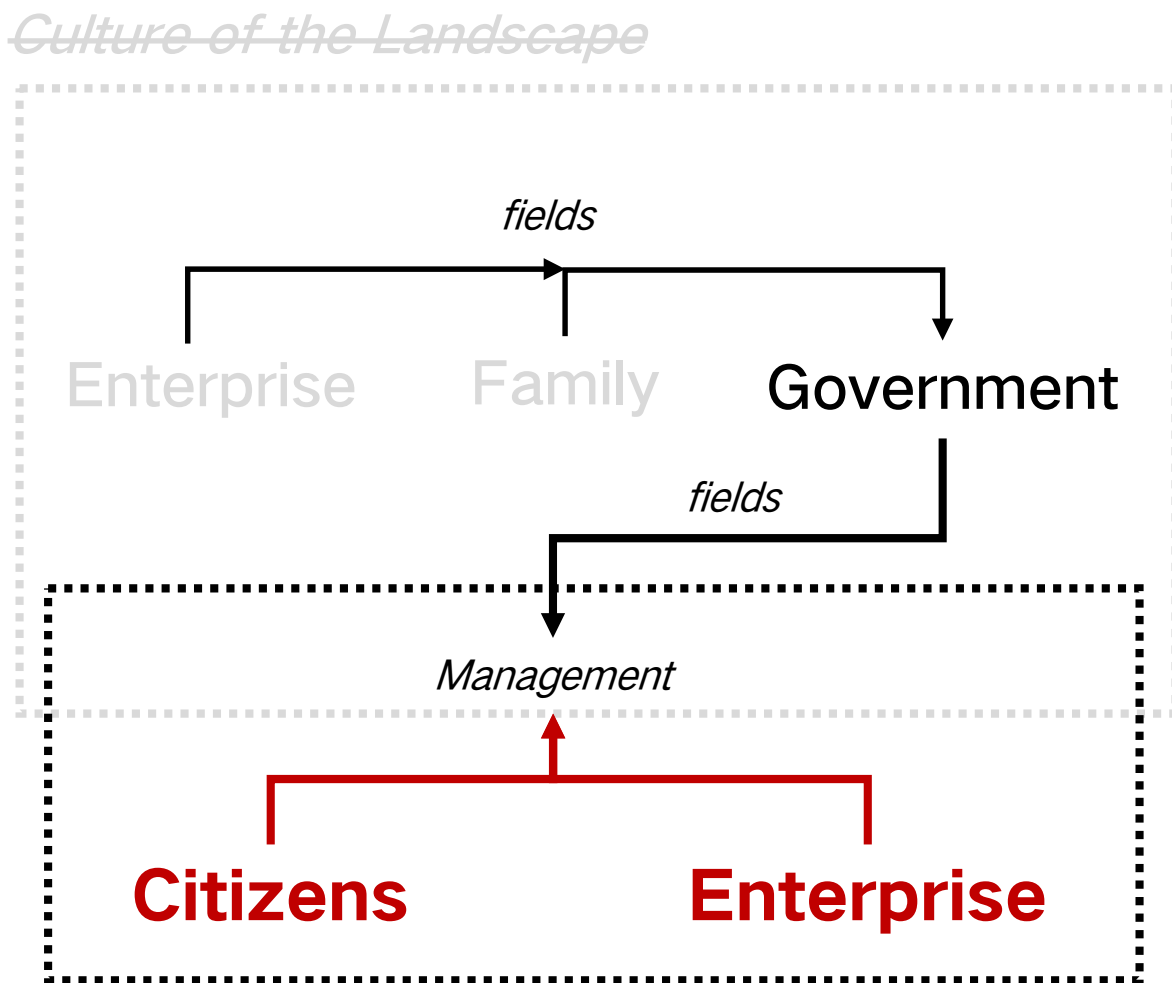 Culture of the Landscape
fields
Enterprise Family Government
fields
Management
Citizens Enterprise